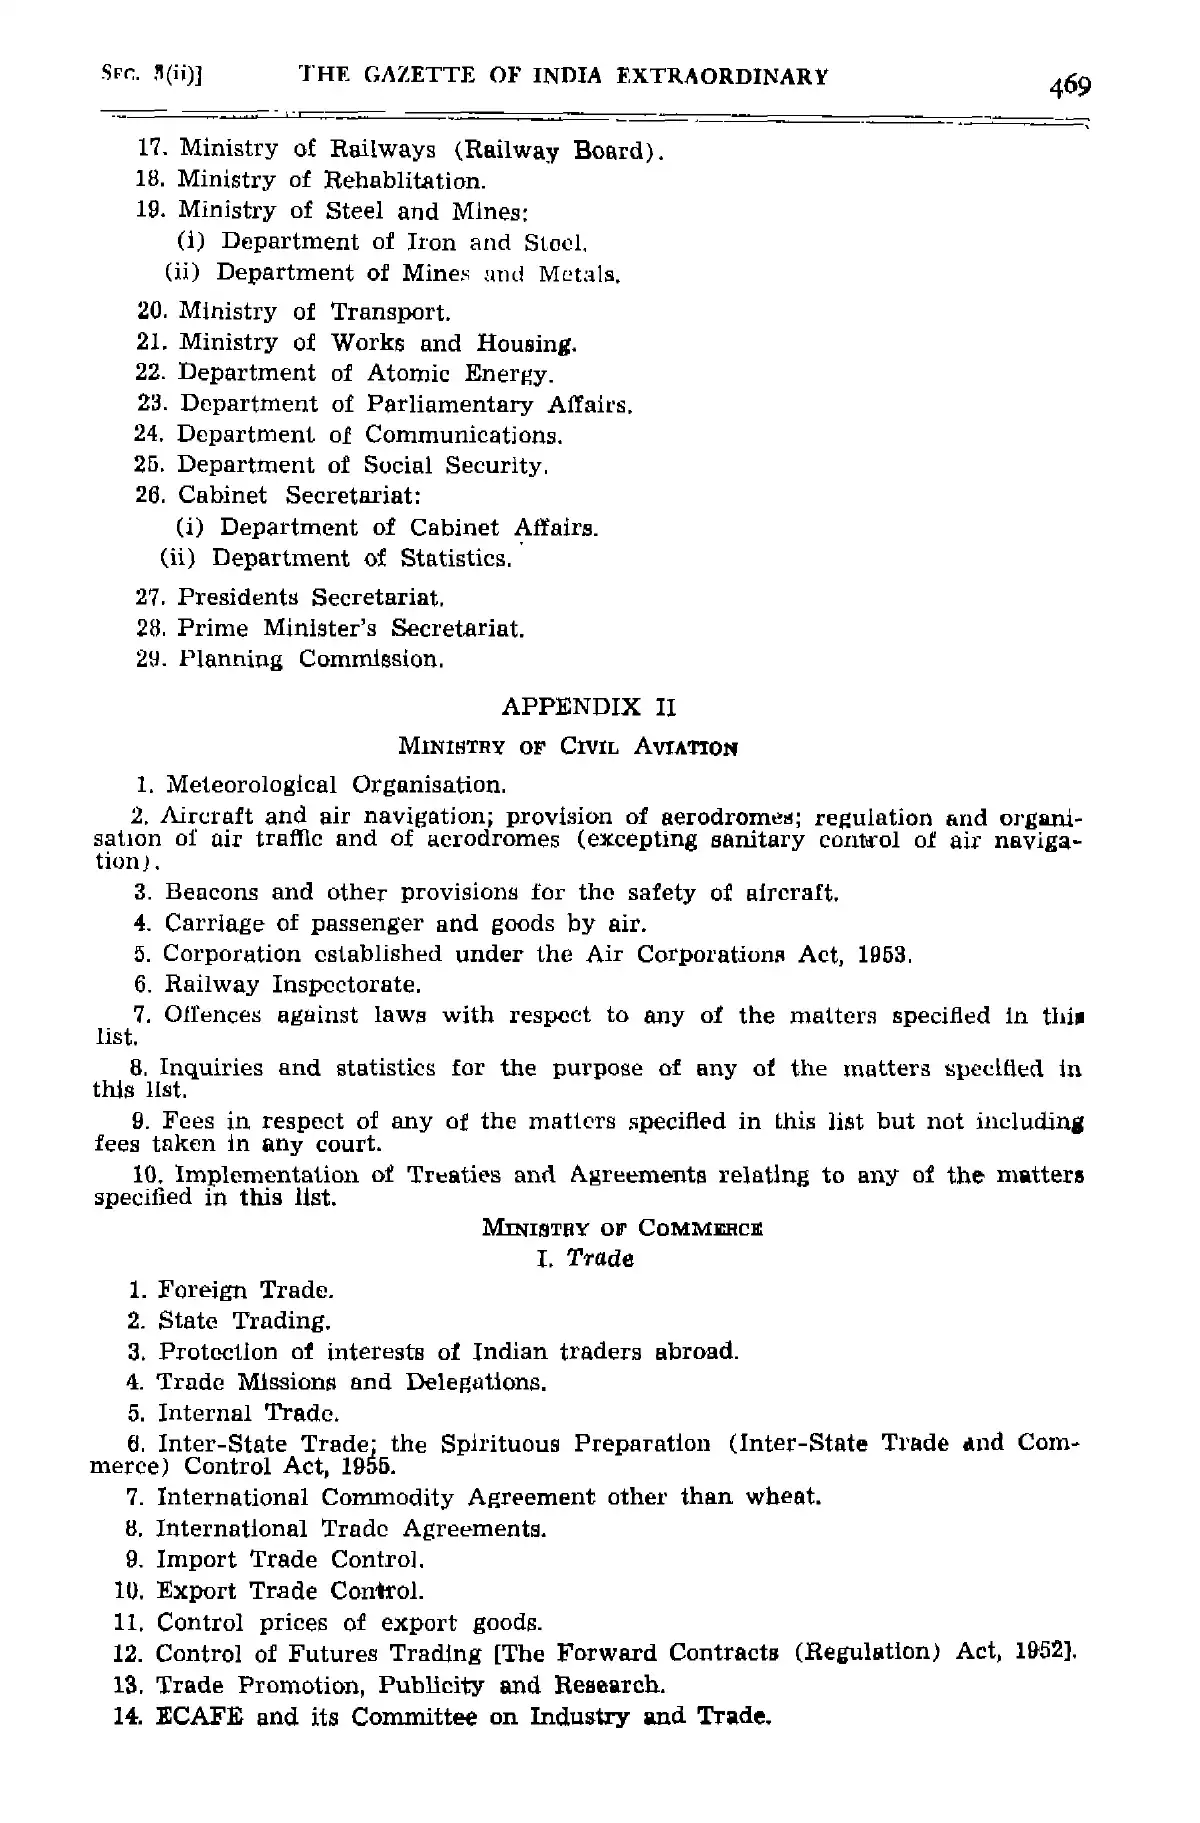 SEC. 3(ii)] THE GAZETTE OF INDIA EXTRAORDINARY 469
17. Ministry of Railways (Railway Board).
18. Ministry of Rehablitation.
19. Ministry of Steel and Mines:
(i) Department of Iron and Steel.
(ii) Department of Mines and Metals.
20. Ministry of Transport.
21. Ministry of Works and Housing.
22. Department of Atomic Energy.
23. Department of Parliamentary Affairs.
24. Department of Communications.
25. Department of Social Security.
26. Cabinet Secretariat:
(i) Department of Cabinet Affairs.
(ii) Department of Statistics.
27. Presidents Secretariat.
28. Prime Minister's Secretariat.
29. Planning Commission.
APPENDIX II
MINISTRY OF CIVIL AVIATION
1. Meteorological Organisation.
2. Aircraft and air navigation; provision of aerodromes; regulation and organi-
sation of air traffic and of aerodromes (excepting sanitary control of air naviga-
tion).
3. Beacons and other provisions for the safety of aircraft.
4. Carriage of passenger and goods by air.
5. Corporation established under the Air Corporations Act, 1953.
6. Railway Inspectorate.
7. Offences against laws with respect to any of the matters specified in this
list.
8. Inquiries and statistics for the purpose of any of the matters specified in
this list.
9. Fees in respect of any of the matters specified in this list but not including
fees taken in any court.
10. Implementation of Treaties and Agreements relating to any of the matters
specified in this list.
MINISTRY OF COMMERCE
I. Trade
1. Foreign Trade.
2. State Trading.
3. Protection of interests of Indian traders abroad.
4. Trade Missions and Delegations.
5. Internal Trade.
6. Inter-State Trade; the Spirituous Preparation (Inter-State Trade and Com-
merce) Control Act, 1955.
7. International Commodity Agreement other than wheat.
8. International Trade Agreements.
9. Import Trade Control.
10. Export Trade Control.
11. Control prices of export goods.
12. Control of Futures Trading [The Forward Contracts (Regulation) Act, 1952].
13. Trade Promotion, Publicity and Research.
14. ECAFE and its Committee on Industry and Trade.